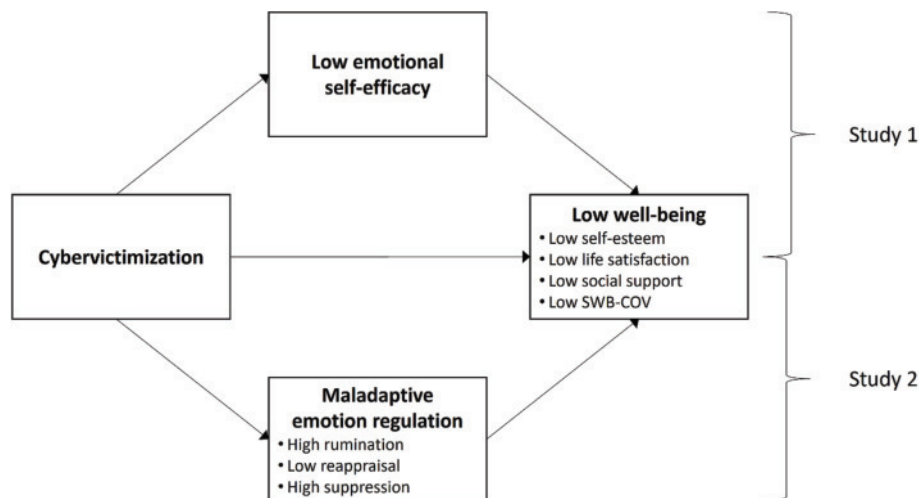 Low emotional
self-efficacy
Study 1
Cybervictimization
Low well-being
• Low self-esteem
• Low life satisfaction
• Low social support
• Low SWB-COV
Maladaptive
emotion regulation
• High rumination
• Low reappraisal
• High suppression
Study 2